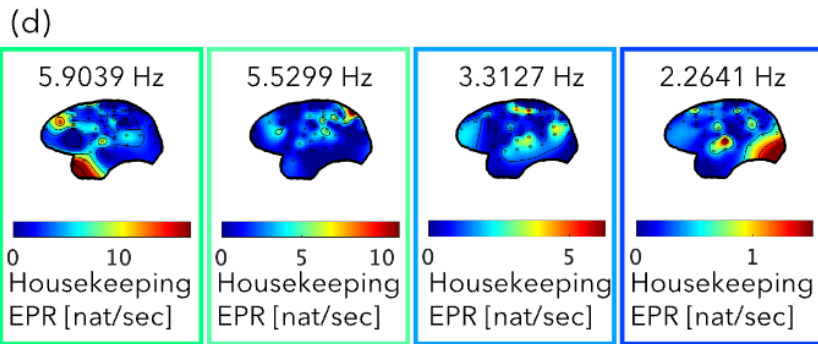 (d)
5.9039 Hz
5.5299 Hz
3.3127 Hz
2.2641 Hz
0 10
0 5 10
0 5
0 1
Housekeeping
EPR [nat/sec]
Housekeeping
EPR [nat/sec]
Housekeeping
EPR [nat/sec]
Housekeeping
EPR [nat/sec]